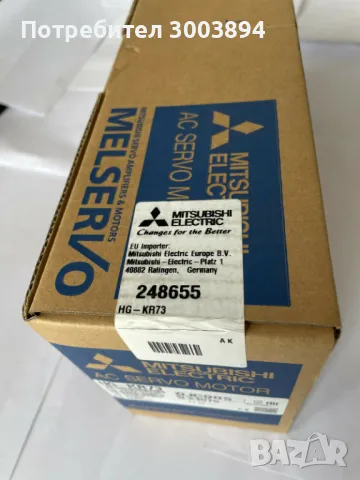 Потребител 3003894
MITSUBISHI SERVO AMPLIFIERS & MOTORS
MELSERVO
MITSUBISHI
ELECTRIC
AC SERVO MOTOR
MITSUBISHI
ELECTRIC
Changes for the Better
EU Importer:
Mitsubishi Electric Europe B.V.
Mitsubishi - Electric - Platz 1
40882 Ratingen, Germany
248655
HG-KR73
AK
MITSUBISHI
ELECTRIC
AC SERVO MOTOR
HG-KR73
bazar